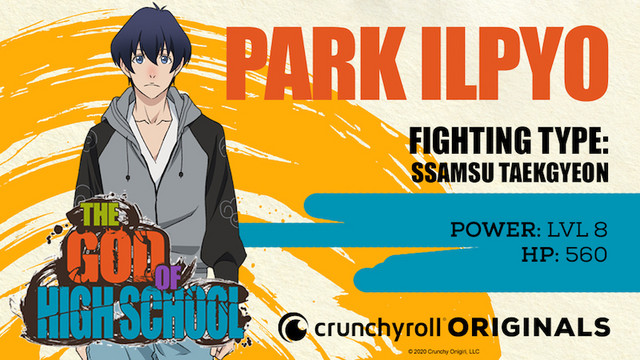 PARK ILPYO
FIGHTING TYPE:
SSAMSU TAEKGYEON
POWER: LVL 8
HP: 560
THE
GOD
OF
HIGH SCHOOL
crunchyroll® ORIGINALS
© 2020 Crunchy Origirl, LLC